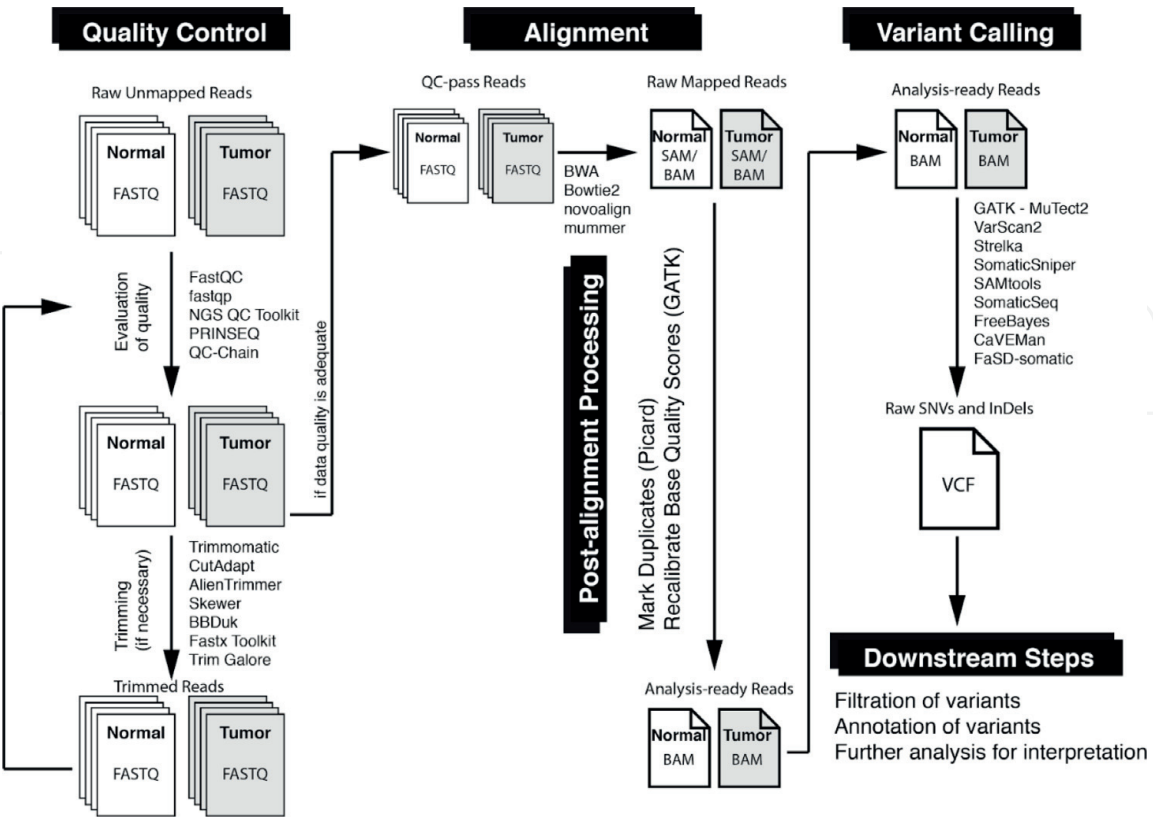 Quality Control
Raw Unmapped Reads
Normal
FASTQ
Tumor
FASTQ
Evaluation
of quality
FastQC
fastqp
NGS QC Toolkit
PRINSEQ
QC-Chain
Normal
FASTQ
Tumor
FASTQ
if data quality is adequate
Trimming
(if necessary)
Trimmomatic
CutAdapt
AlienTrimmer
Skewer
BBDuk
Fastx Toolkit
Trim Galore
Trimmed Reads
Normal
FASTQ
Tumor
FASTQ
Alignment
QC-pass Reads
Normal
FASTQ
Tumor
FASTQ
BWA
Bowtie2
novoalign
mummer
Raw Mapped Reads
Normal
SAM/
BAM
Tumor
SAM/
BAM
Post-alignment Processing
Mark Duplicates (Picard)
Recalibrate Base Quality Scores (GATK)
Analysis-ready Reads
Normal
BAM
Tumor
BAM
Variant Calling
Analysis-ready Reads
Normal
BAM
Tumor
BAM
GATK - MuTect2
VarScan2
Strelka
SomaticSniper
SAMtools
SomaticSeq
FreeBayes
CaVEMan
FaSD-somatic
Raw SNVs and InDels
VCF
Downstream Steps
Filtration of variants
Annotation of variants
Further analysis for interpretation